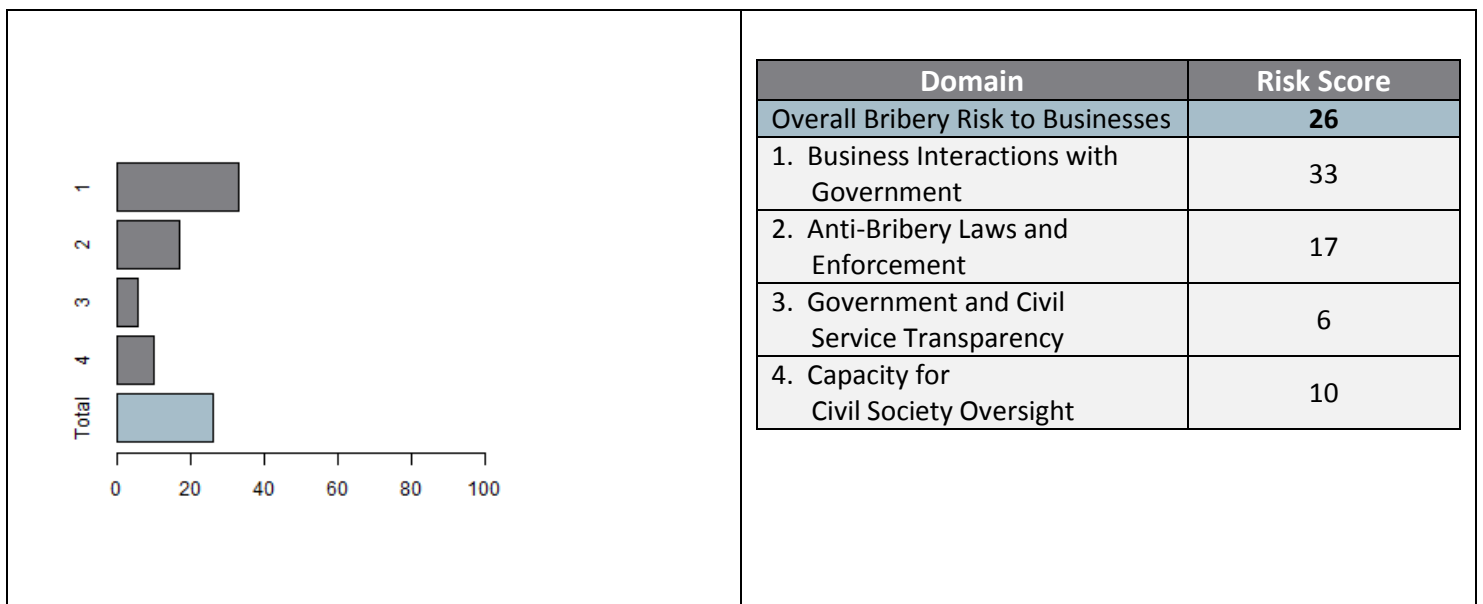 1
2
3
4
Total
0 20 40 60 80 100
Domain Risk Score
Overall Bribery Risk to Businesses 26
1. Business Interactions with
Government
33
2. Anti-Bribery Laws and
Enforcement
17
3. Government and Civil
Service Transparency
6
4. Capacity for
Civil Society Oversight
10